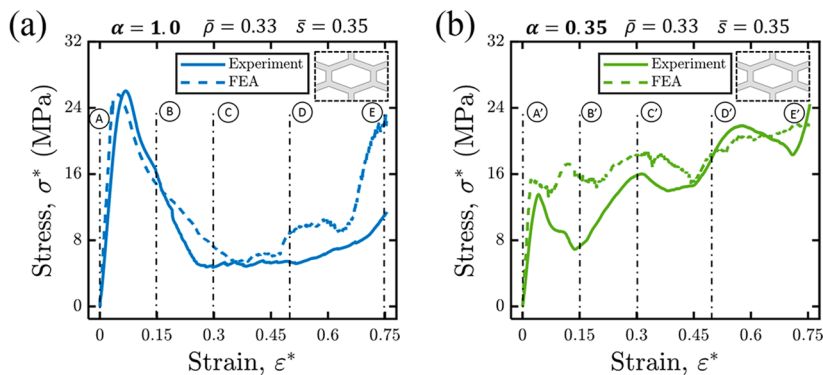 (a)
α = 1.0 ρ̄ = 0.33 s̄ = 0.35
32
24
16
8
0
Stress, σ* (MPa)
Experiment
FEA
A
B
C
D
E
0
0.15
0.3
0.45
0.6
0.75
Strain, ε*
(b)
α = 0.35 ρ̄ = 0.33 s̄ = 0.35
32
24
16
8
0
Stress, σ* (MPa)
Experiment
FEA
A′
B′
C′
D′
E′
0
0.15
0.3
0.45
0.6
0.75
Strain, ε*